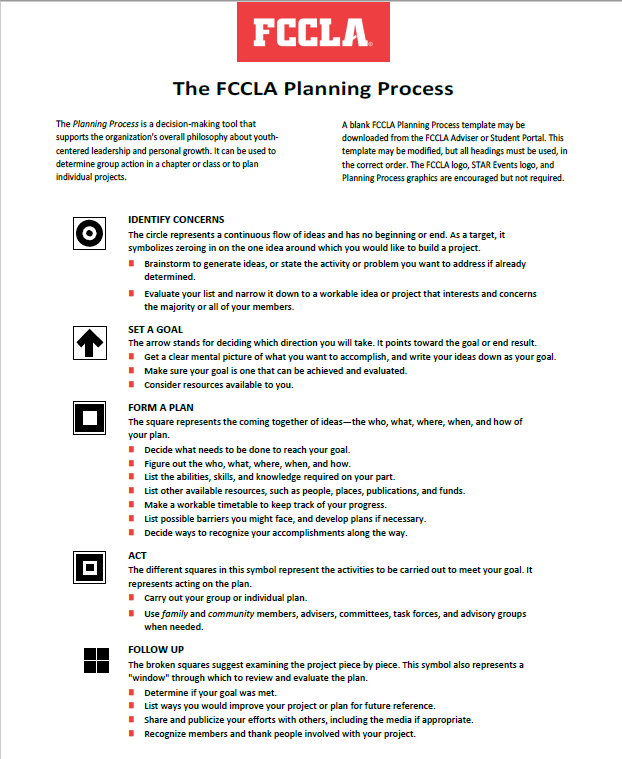 FCCLA
The FCCLA Planning Process
The Planning Process is a decision-making tool that
supports the organization's overall philosophy about youth-
centered leadership and personal growth. It can be used to
determine group action in a chapter or class or to plan
individual projects.
A blank FCCLA Planning Process template may be
downloaded from the FCCLA Adviser or Student Portal. This
template may be modified, but all headings must be used, in
the correct order. The FCCLA logo, STAR Events logo, and
Planning Process graphics are encouraged but not required.
IDENTIFY CONCERNS
The circle represents a continuous flow of ideas and has no beginning or end. As a target, it
symbolizes zeroing in on the one idea around which you would like to build a project.
Brainstorm to generate ideas, or state the activity or problem you want to address if already
determined.
Evaluate your list and narrow it down to a workable idea or project that interests and concerns
the majority or all of your members.
SET A GOAL
The arrow stands for deciding which direction you will take. It points toward the goal or end result.
Get a clear mental picture of what you want to accomplish, and write your ideas down as your goal.
Make sure your goal is one that can be achieved and evaluated.
Consider resources available to you.
FORM A PLAN
The square represents the coming together of ideas—the who, what, where, when, and how of
your plan.
Decide what needs to be done to reach your goal.
Figure out the who, what, where, when, and how.
List the abilities, skills, and knowledge required on your part.
List other available resources, such as people, places, publications, and funds.
Make a workable timetable to keep track of your progress.
List possible barriers you might face, and develop plans if necessary.
Decide ways to recognize your accomplishments along the way.
ACT
The different squares in this symbol represent the activities to be carried out to meet your goal. It
represents acting on the plan.
Carry out your group or individual plan.
Use family and community members, advisers, committees, task forces, and advisory groups
when needed.
FOLLOW UP
The broken squares suggest examining the project piece by piece. This symbol also represents a
"window" through which to review and evaluate the plan.
Determine if your goal was met.
List ways you would improve your project or plan for future reference.
Share and publicize your efforts with others, including the media if appropriate.
Recognize members and thank people involved with your project.